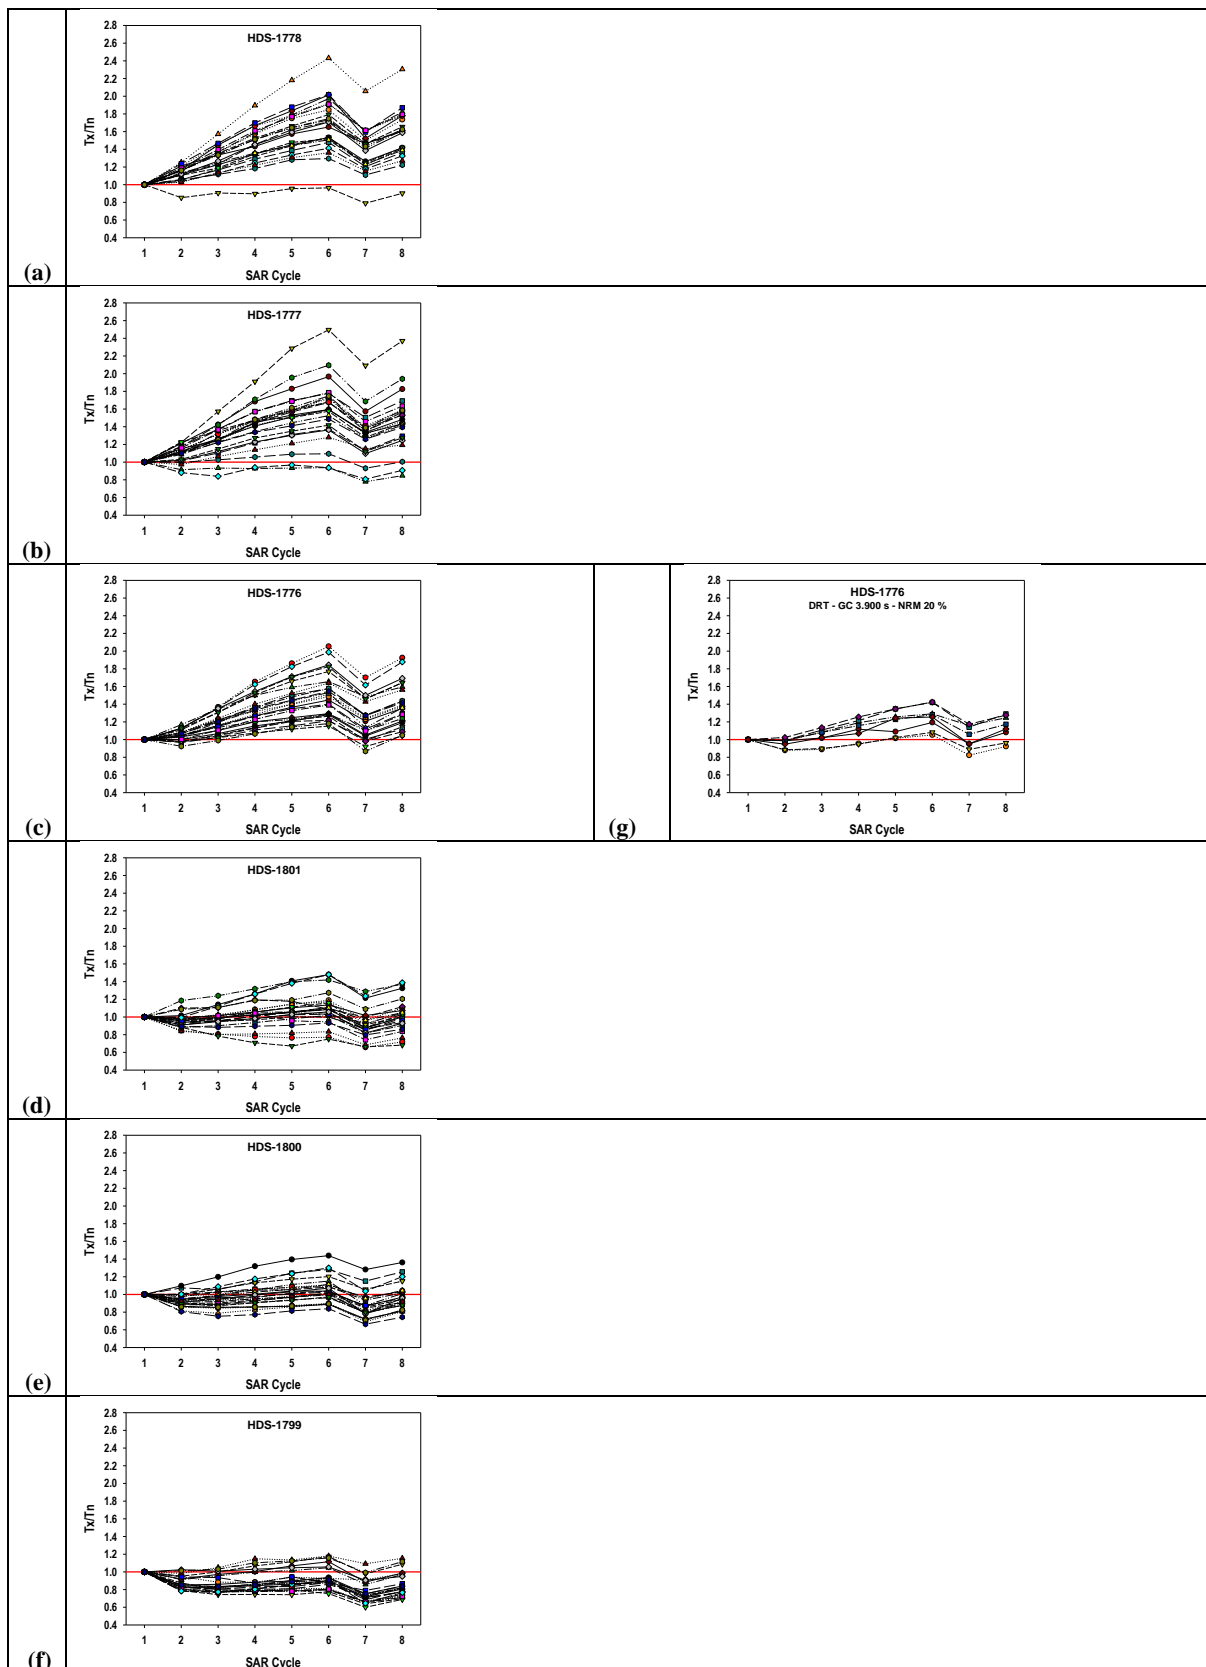 HDS-1778
2.8
2.6
2.4
2.2
2.0
1.8
1.6
1.4
1.2
1.0
0.8
0.6
0.4
Tx/Tn
1 2 3 4 5 6 7 8
SAR Cycle
(a)
HDS-1777
2.8
2.6
2.4
2.2
2.0
1.8
1.6
1.4
1.2
1.0
0.8
0.6
0.4
Tx/Tn
1 2 3 4 5 6 7 8
SAR Cycle
(b)
HDS-1776
2.8
2.6
2.4
2.2
2.0
1.8
1.6
1.4
1.2
1.0
0.8
0.6
0.4
Tx/Tn
1 2 3 4 5 6 7 8
SAR Cycle
(c)
HDS-1776
DRT - GC 3.900 s - NRM 20 %
2.8
2.6
2.4
2.2
2.0
1.8
1.6
1.4
1.2
1.0
0.8
0.6
0.4
Tx/Tn
1 2 3 4 5 6 7 8
SAR Cycle
(g)
HDS-1801
2.8
2.6
2.4
2.2
2.0
1.8
1.6
1.4
1.2
1.0
0.8
0.6
0.4
Tx/Tn
1 2 3 4 5 6 7 8
SAR Cycle
(d)
HDS-1800
2.8
2.6
2.4
2.2
2.0
1.8
1.6
1.4
1.2
1.0
0.8
0.6
0.4
Tx/Tn
1 2 3 4 5 6 7 8
SAR Cycle
(e)
HDS-1799
2.8
2.6
2.4
2.2
2.0
1.8
1.6
1.4
1.2
1.0
0.8
0.6
0.4
Tx/Tn
1 2 3 4 5 6 7 8
SAR Cycle
(f)